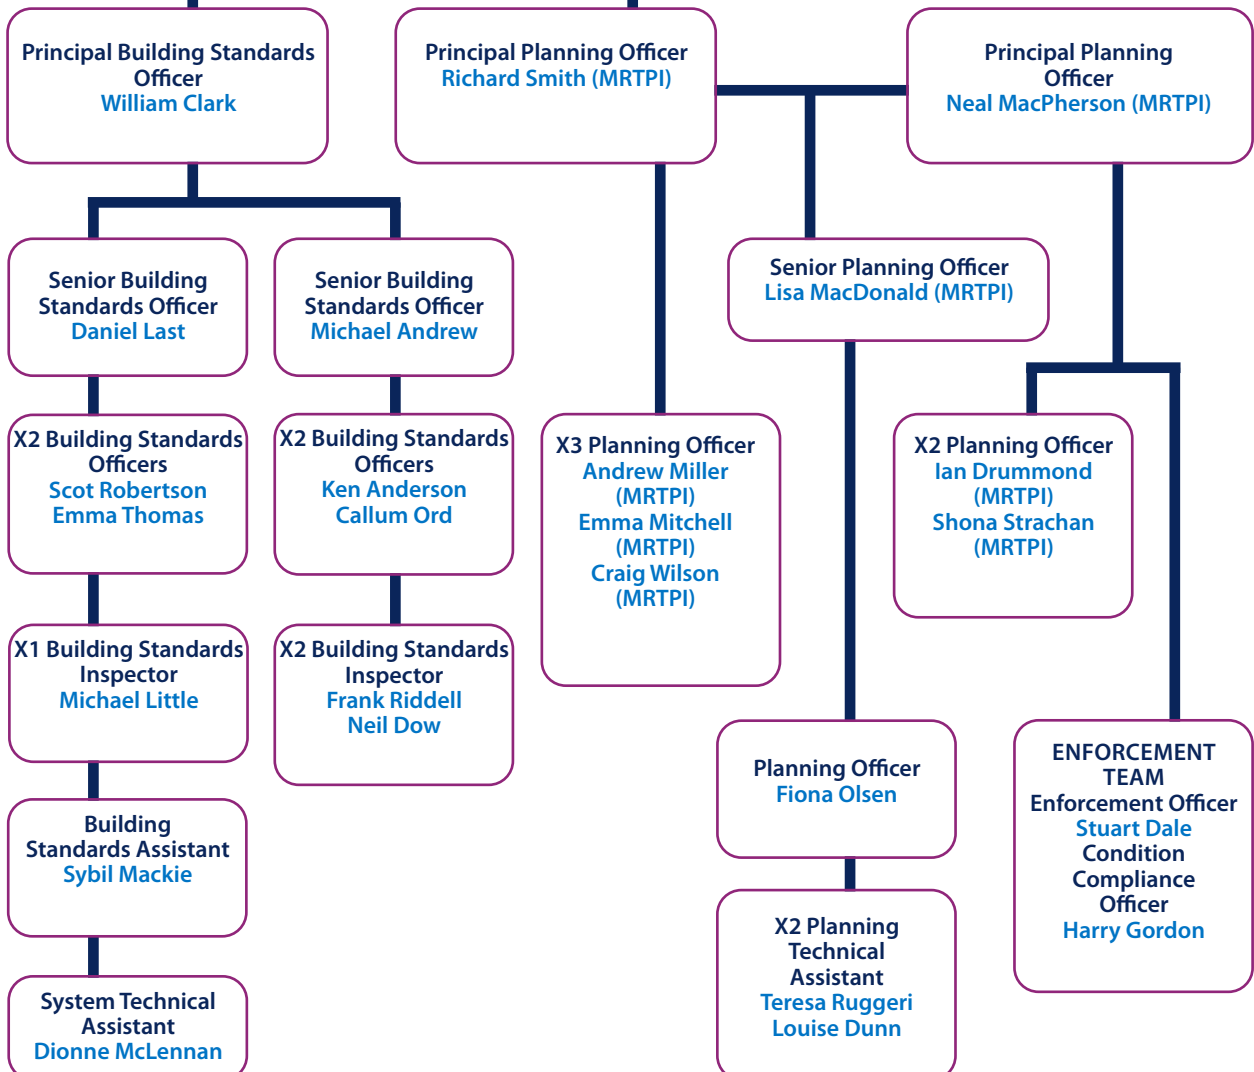 Principal Building Standards
Officer
William Clark
Principal Planning Officer
Richard Smith (MRTPI)
Principal Planning
Officer
Neal MacPherson (MRTPI)
Senior Building
Standards Officer
Daniel Last
Senior Building
Standards Officer
Michael Andrew
Senior Planning Officer
Lisa MacDonald (MRTPI)
X2 Building Standards
Officers
Scot Robertson
Emma Thomas
X2 Building Standards
Officers
Ken Anderson
Callum Ord
X3 Planning Officer
Andrew Miller
(MRTPI)
Emma Mitchell
(MRTPI)
Craig Wilson
(MRTPI)
X2 Planning Officer
Ian Drummond
(MRTPI)
Shona Strachan
(MRTPI)
X1 Building Standards
Inspector
Michael Little
X2 Building Standards
Inspector
Frank Riddell
Neil Dow
Planning Officer
Fiona Olsen
ENFORCEMENT
TEAM
Enforcement Officer
Stuart Dale
Condition
Compliance
Officer
Harry Gordon
Building
Standards Assistant
Sybil Mackie
X2 Planning
Technical
Assistant
Teresa Ruggeri
Louise Dunn
System Technical
Assistant
Dionne McLennan